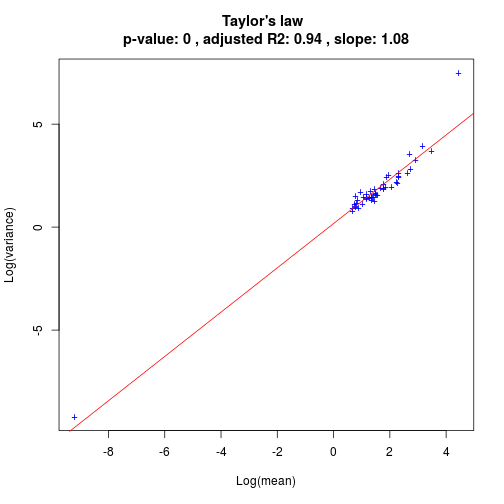 Taylor's law
p-value: 0 , adjusted R2: 0.94 , slope: 1.08
Log(variance)
5
0
-5
-8
-6
-4
-2
0
2
4
Log(mean)